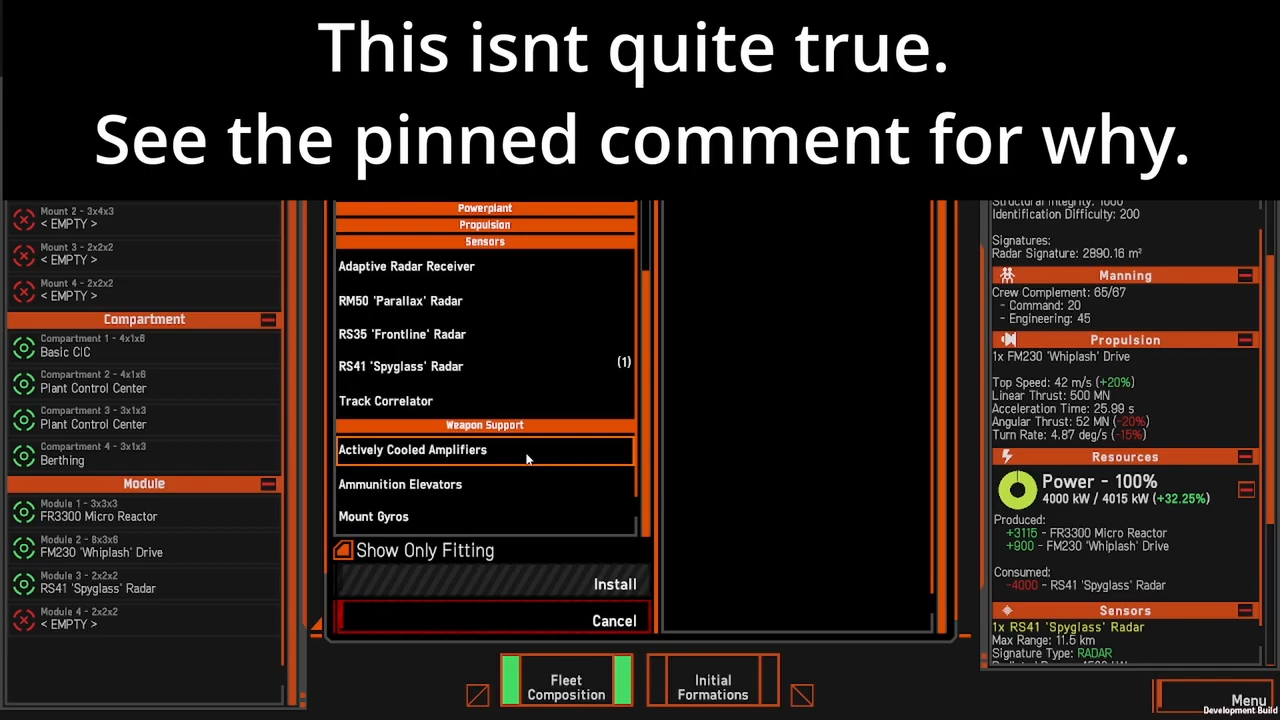 This isnt quite true.
See the pinned comment for why.
Mount 2 - 3x4x3
< EMPTY >
Mount 3 - 2x2x2
< EMPTY >
Mount 4 - 2x2x2
< EMPTY >
Compartment
Compartment 1 - 4x1x6
Basic CIC
Compartment 2 - 4x1x6
Plant Control Center
Compartment 3 - 3x1x3
Plant Control Center
Compartment 4 - 3x1x3
Berthing
Module
Module 1 - 3x3x3
FR3300 Micro Reactor
Module 2 - 8x3x6
FM230 'Whiplash' Drive
Module 3 - 2x2x2
RS41 'Spyglass' Radar
Module 4 - 2x2x2
< EMPTY >
Powerplant
Propulsion
Sensors
Adaptive Radar Receiver
RM50 'Parallax' Radar
RS35 'Frontline' Radar
RS41 'Spyglass' Radar (1)
Track Correlator
Weapon Support
Actively Cooled Amplifiers
Ammunition Elevators
Mount Gyros
Show Only Fitting
Install
Cancel
Fleet
Composition
Initial
Formations
Structural Integrity: 1000
Identification Difficulty: 200
Signatures:
Radar Signature: 2890.16 m²
Manning
Crew Complement: 65/67
- Command: 20
- Engineering: 45
Propulsion
1x FM230 'Whiplash' Drive
Top Speed: 42 m/s (+20%)
Linear Thrust: 500 MN
Acceleration Time: 25.99 s
Angular Thrust: 52 MN (-20%)
Turn Rate: 4.87 deg/s (-15%)
Resources
Power - 100%
4000 kW / 4015 kW (+32.25%)
Produced:
+3115 - FR3300 Micro Reactor
+900 - FM230 'Whiplash' Drive
Consumed:
-4000 - RS41 'Spyglass' Radar
Sensors
1x RS41 'Spyglass' Radar
Max Range: 11.5 km
Signature Type: RADAR
Menu
Development Build